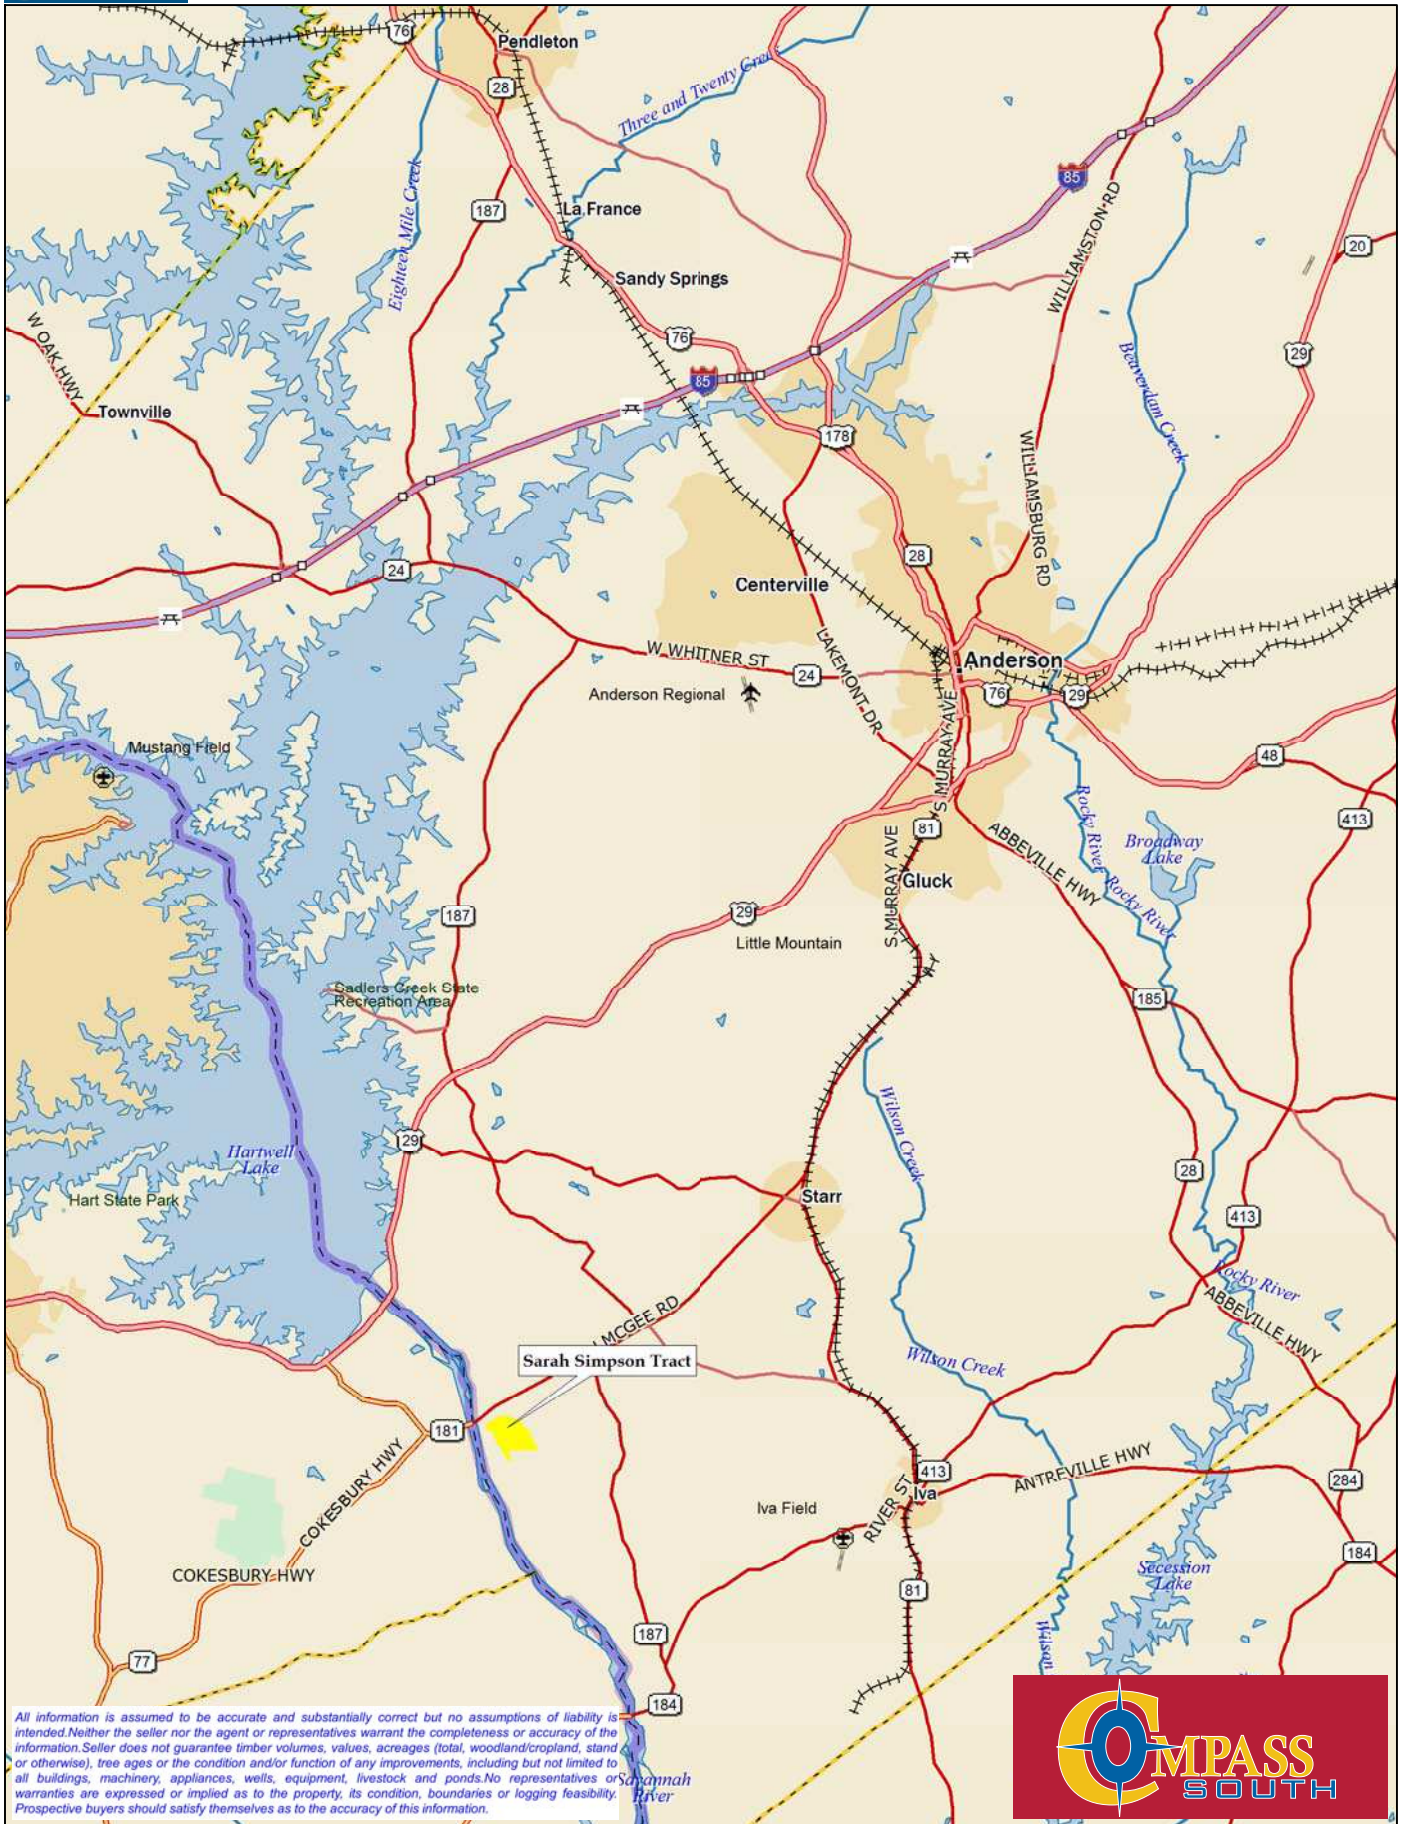 76
Pendleton
28
Three and Twenty Creek
85
Eighteen Mile Creek
187
La France
WILLIAMSTON RD
20
Sandy Springs
W OAK HWY
76
29
Beaverdam Creek
85
Townville
178
WILLIAMSBURG RD
28
24
Centerville
W WHITNER ST
24
LAKEMONT DR
Anderson
Anderson Regional
76
29
S MURRAY AVE
Mustang Field
48
413
81
Rocky River
Broadway
Lake
ABBEVILLE HWY
S MURRAY AVE
Gluck
187
29
Rocky River
Little Mountain
Sadlers Creek State
Recreation Area
185
Wilson Creek
29
Hartwell
Lake
28
Hart State Park
Starr
413
Rocky River
ABBEVILLE HWY
MCGEE RD
Sarah Simpson Tract
Wilson Creek
181
COKESBURY HWY
413
ANTREVILLE HWY
284
Iva
RIVER ST
Iva Field
184
COKESBURY HWY
Secession
Lake
81
187
Wilson
77
184
All information is assumed to be accurate and substantially correct but no assumptions of liability is
intended.Neither the seller nor the agent or representatives warrant the completeness or accuracy of the
information.Seller does not guarantee timber volumes, values, acreages (total, woodland/cropland, stand
or otherwise), tree ages or the condition and/or function of any improvements, including but not limited to
all buildings, machinery, appliances, wells, equipment, livestock and ponds.No representatives or
warranties are expressed or implied as to the property, its condition, boundaries or logging feasibility.
Prospective buyers should satisfy themselves as to the accuracy of this information.
Savannah
River
COMPASS
SOUTH